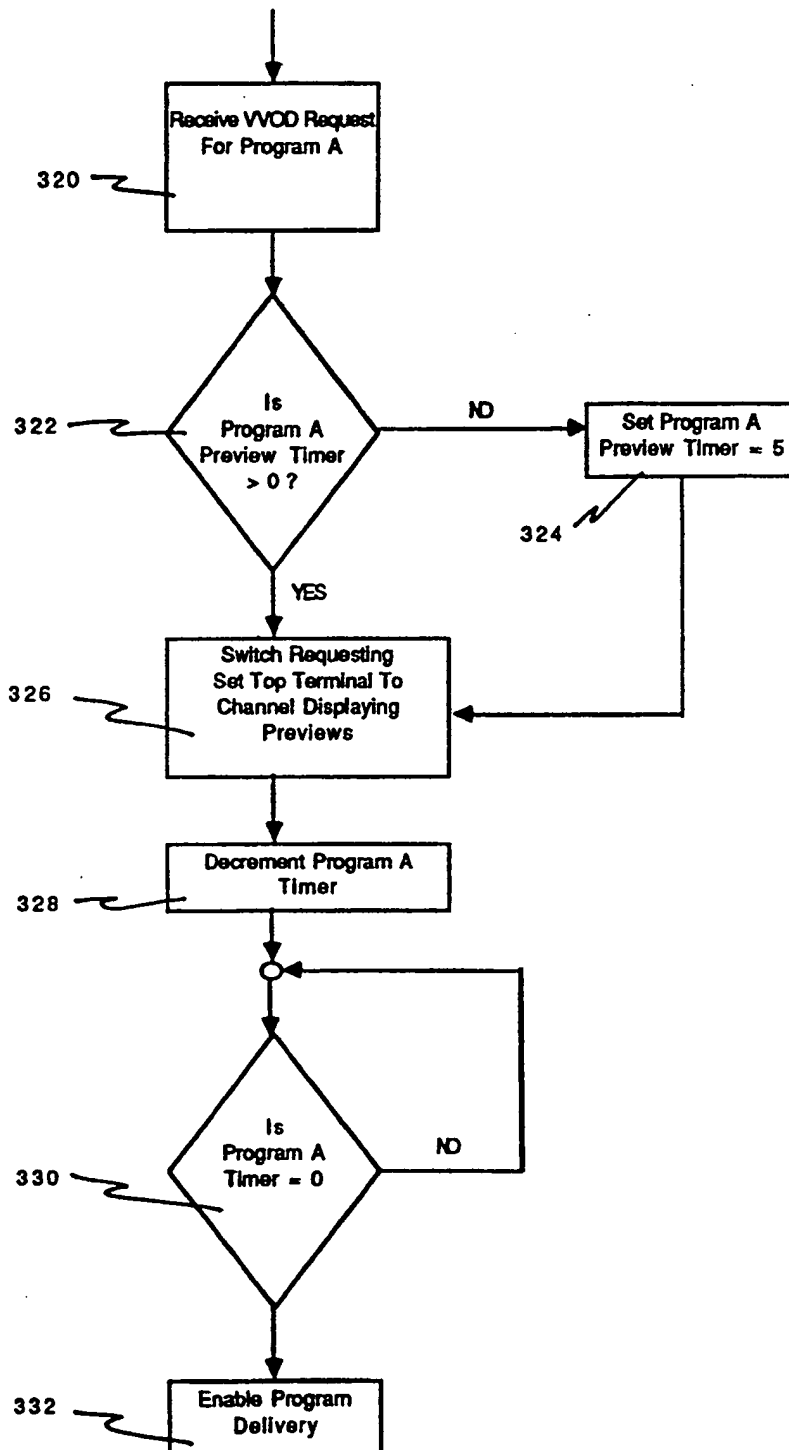 Receive VVOD Request
For Program A
320
Is
Program A
Preview Timer
> 0 ?
322
NO
Set Program A
Preview Timer = 5
324
YES
Switch Requesting
Set Top Terminal To
Channel Displaying
Previews
326
Decrement Program A
Timer
328
Is
Program A
Timer = 0
330
NO
Enable Program
Delivery
332